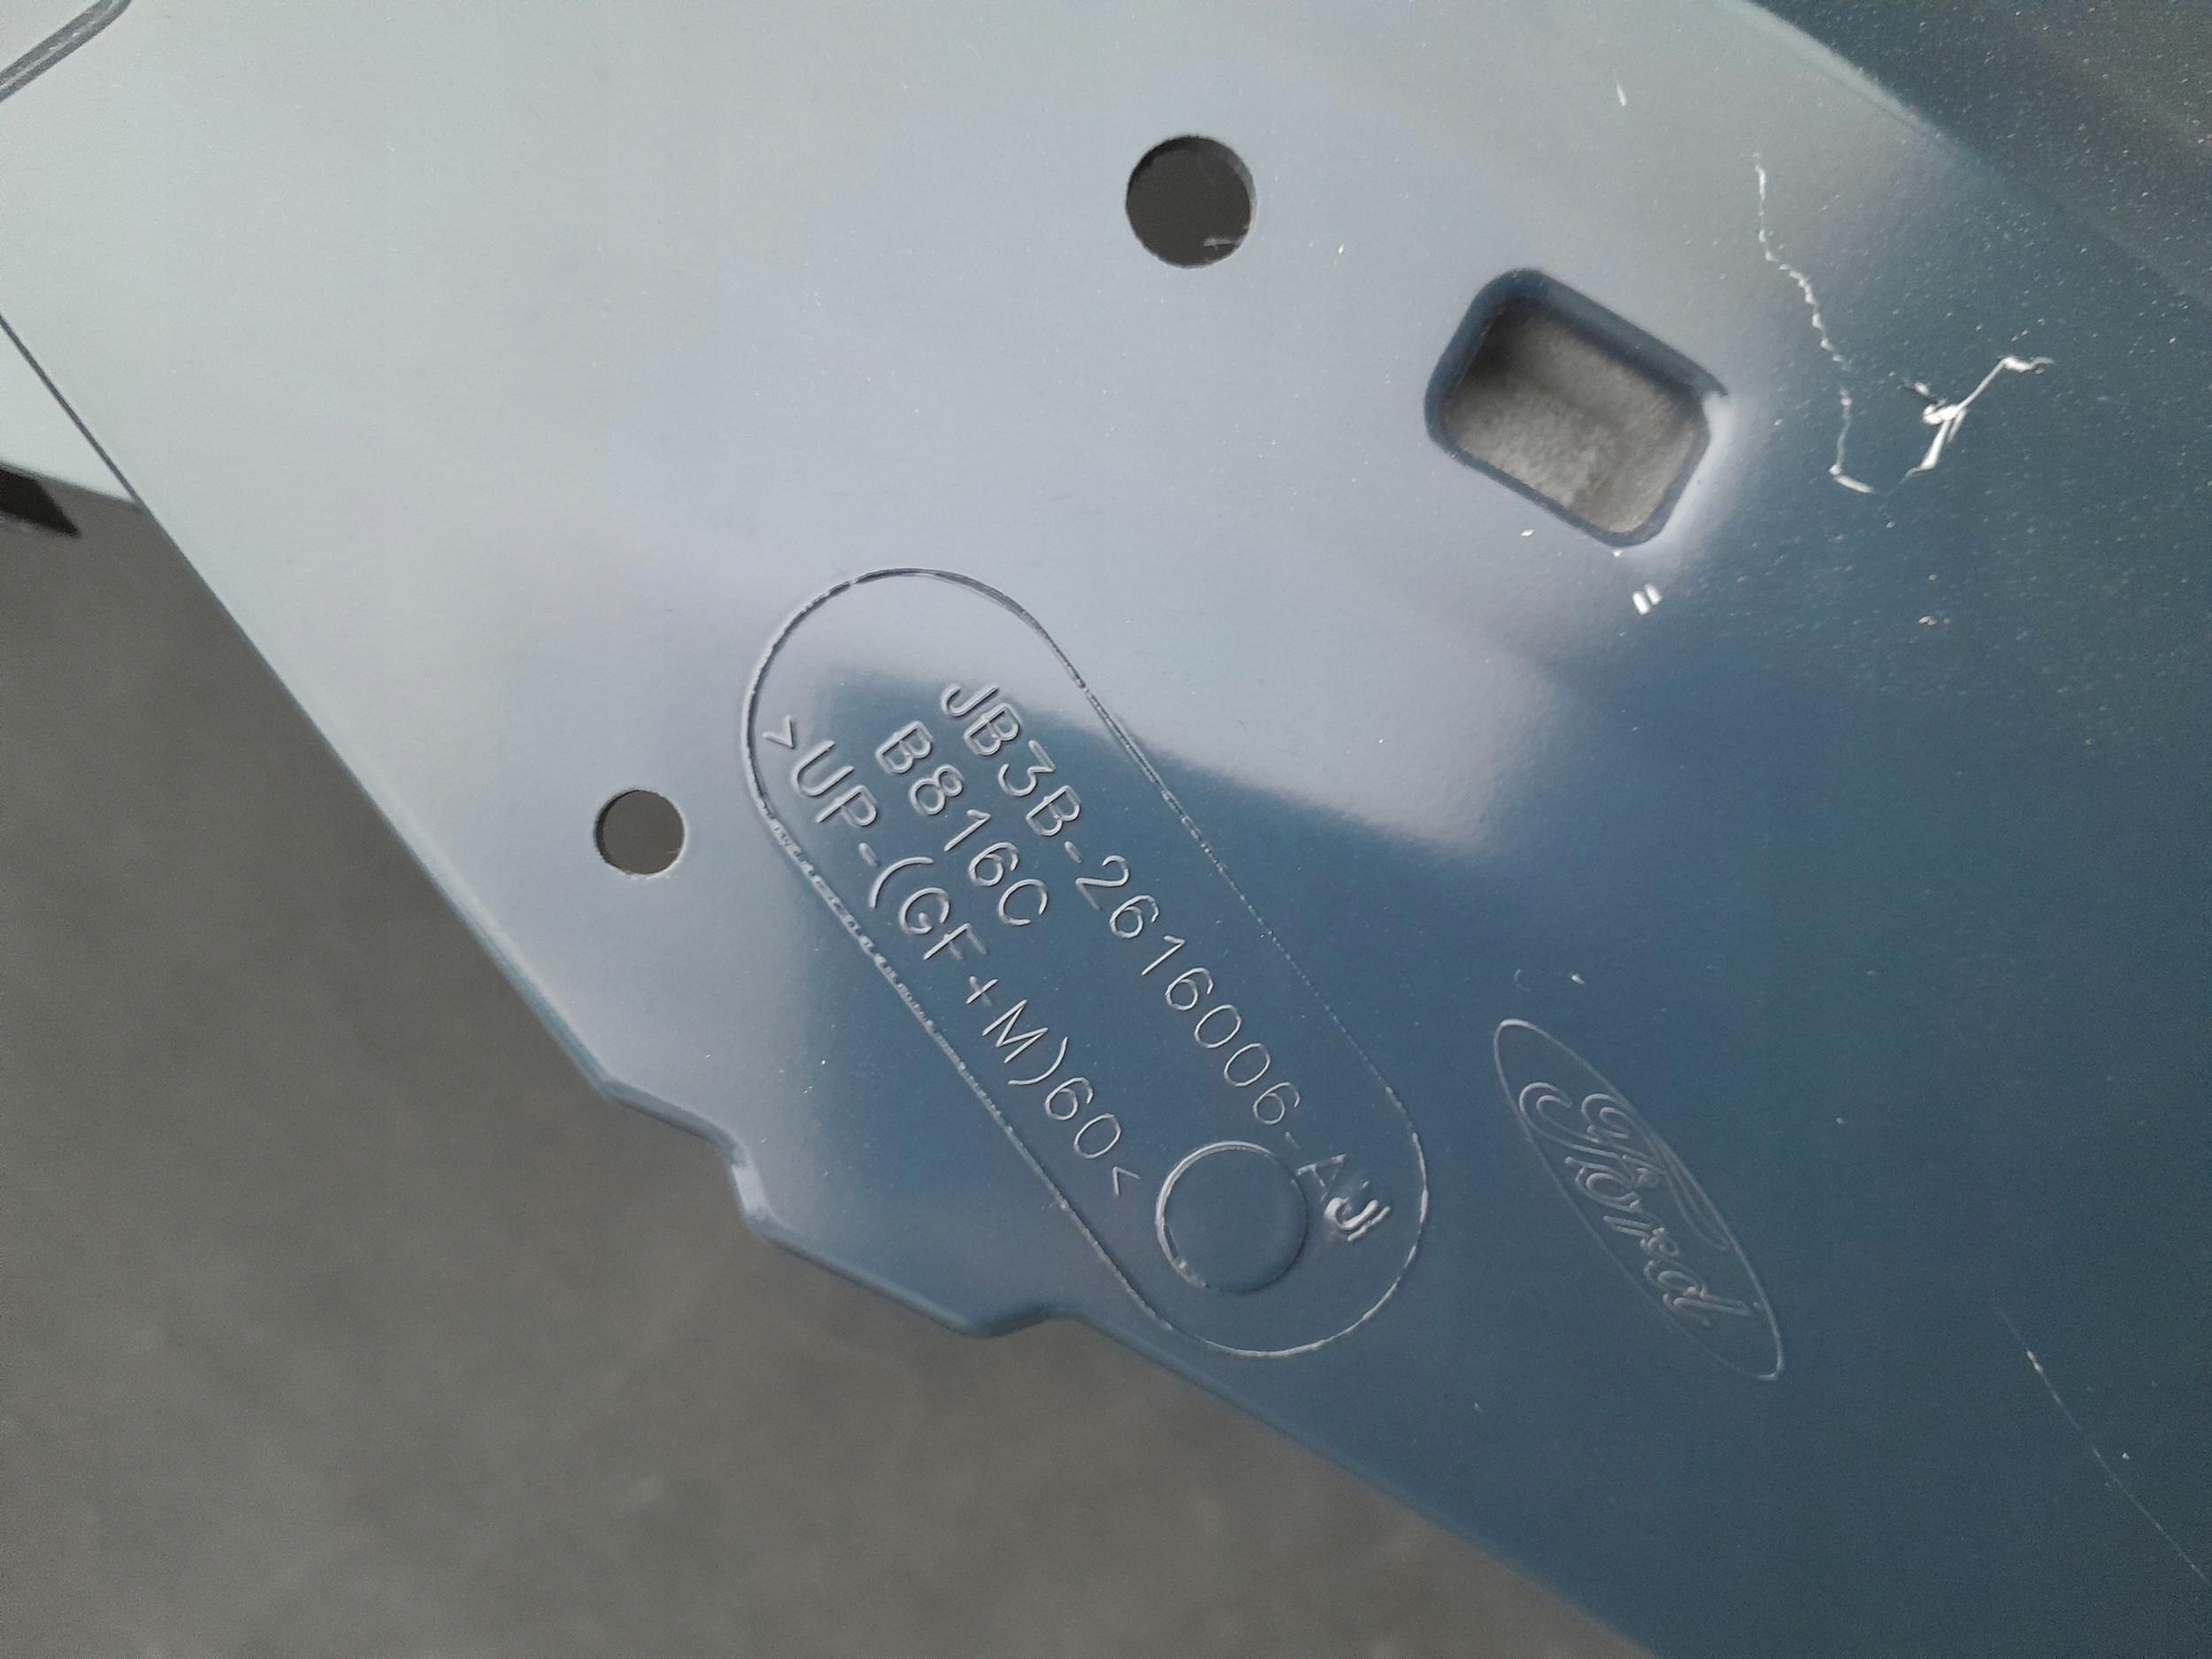 JB3B-2616006-AJ
B816C
>UP-(GF+M)60<
Ford